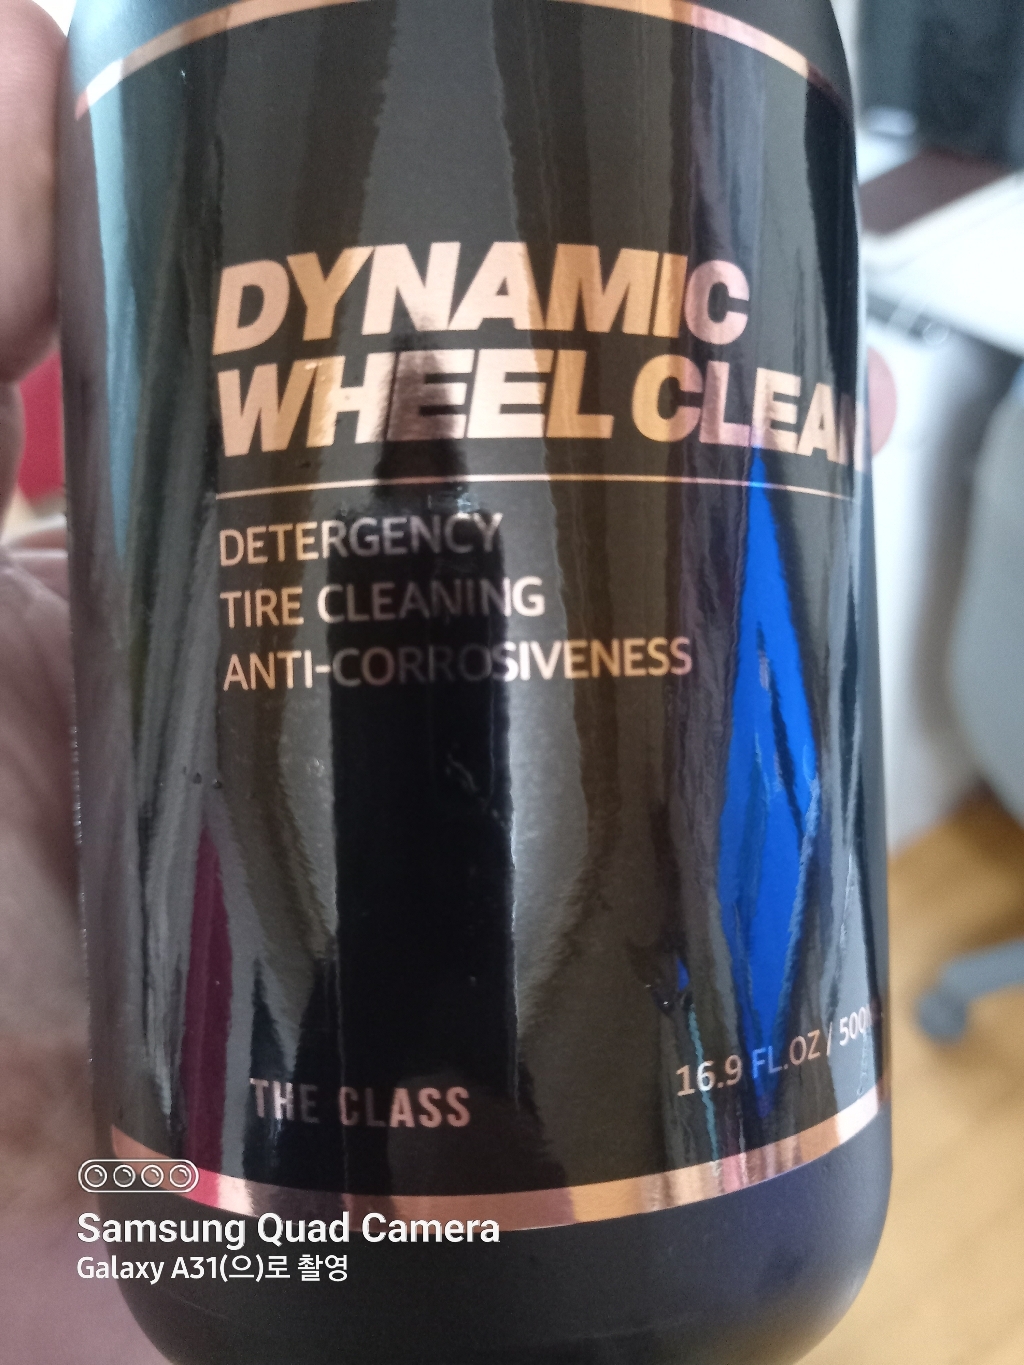 DYNAMIC
WHEEL CLEAN
DETERGENCY
TIRE CLEANING
ANTI-CORROSIVENESS
THE CLASS
16.9 FL.OZ / 500
Samsung Quad Camera
Galaxy A31(으)로 촬영